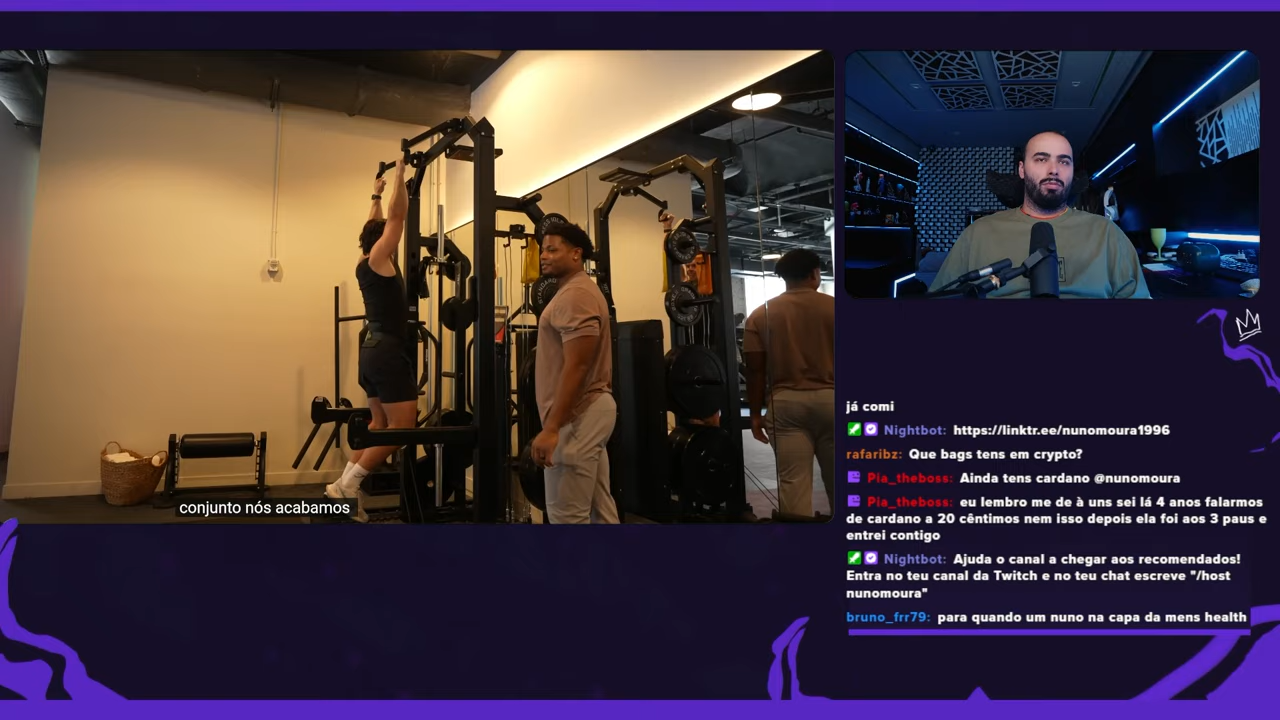 conjunto nós acabamos
já comi
Nightbot: https://linktr.ee/nunomoura1996
rafaribz: Que bags tens em crypto?
Pia_theboss: Ainda tens cardano @nunomoura
Pia_theboss: eu lembro me de à uns sei lá 4 anos falarmos
de cardano a 20 cêntimos nem isso depois ela foi aos 3 paus e
entrei contigo
Nightbot: Ajuda o canal a chegar aos recomendados!
Entra no teu canal da Twitch e no teu chat escreve "/host
nunomoura"
bruno_frr79: para quando um nuno na capa da mens health